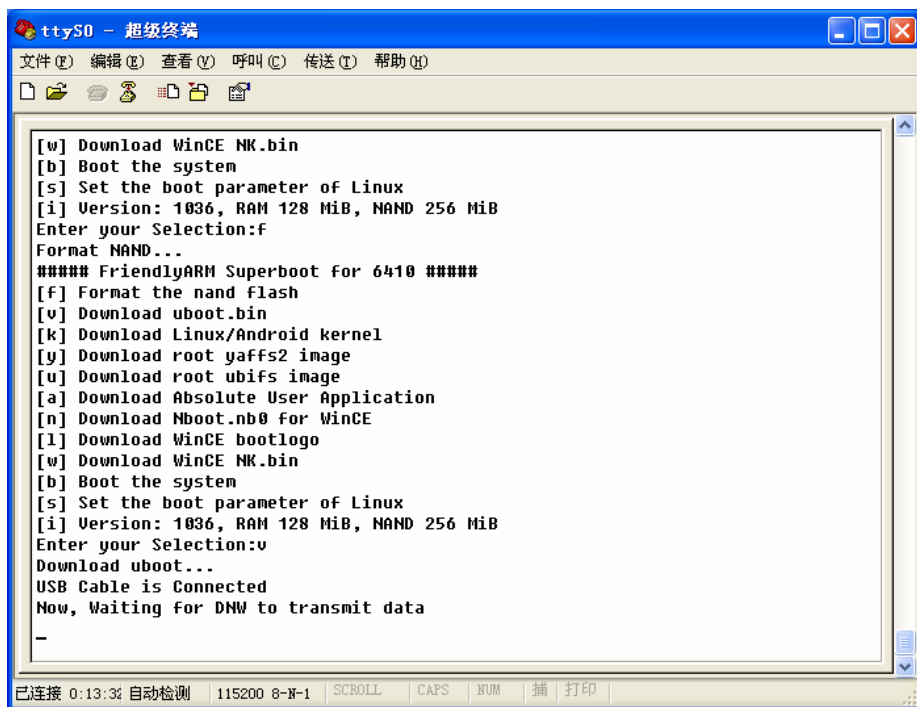 ttyS0 - 超级终端
文件(F) 编辑(E) 查看(V) 呼叫(C) 传送(T) 帮助(H)
[w] Download WinCE NK.bin
[b] Boot the system
[s] Set the boot parameter of Linux
[i] Version: 1036, RAM 128 MiB, NAND 256 MiB
Enter your Selection:f
Format NAND...
##### FriendlyARM Superboot for 6410 #####
[f] Format the nand flash
[v] Download uboot.bin
[k] Download Linux/Android kernel
[y] Download root yaffs2 image
[u] Download root ubifs image
[a] Download Absolute User Application
[n] Download Nboot.nb0 for WinCE
[l] Download WinCE bootlogo
[w] Download WinCE NK.bin
[b] Boot the system
[s] Set the boot parameter of Linux
[i] Version: 1036, RAM 128 MiB, NAND 256 MiB
Enter your Selection:v
Download uboot...
USB Cable is Connected
Now, Waiting for DNW to transmit data
_
已连接 0:13:32 自动检测 115200 8-N-1 SCROLL CAPS NUM 捕 打印